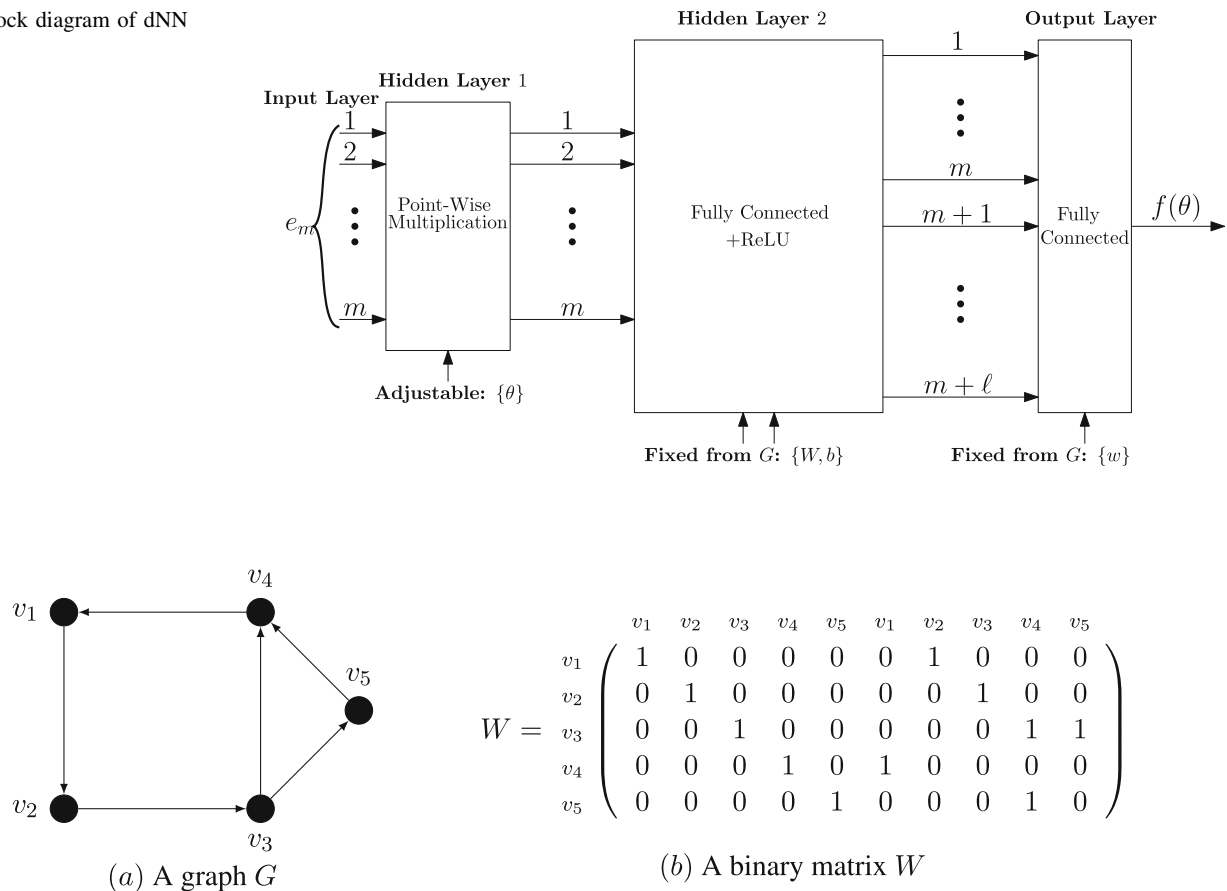 ock diagram of dNN
Hidden Layer 2
Output Layer
Hidden Layer 1
Input Layer
1
1
1
2
2
m
m + 1
Point-Wise
Multiplication
Fully Connected
+ReLU
Fully
Connected
f(θ)
e_m
m
m
m + ℓ
Adjustable: {θ}
Fixed from G: {W, b}
Fixed from G: {w}
v_4
v_1
v_5
v_2
v_3
(a) A graph G
v_1 v_2 v_3 v_4 v_5 v_1 v_2 v_3 v_4 v_5
v_1 1 0 0 0 0 0 1 0 0 0
v_2 0 1 0 0 0 0 0 1 0 0
W = v_3 0 0 1 0 0 0 0 0 1 1
v_4 0 0 0 1 0 1 0 0 0 0
v_5 0 0 0 0 1 0 0 0 1 0
(b) A binary matrix W